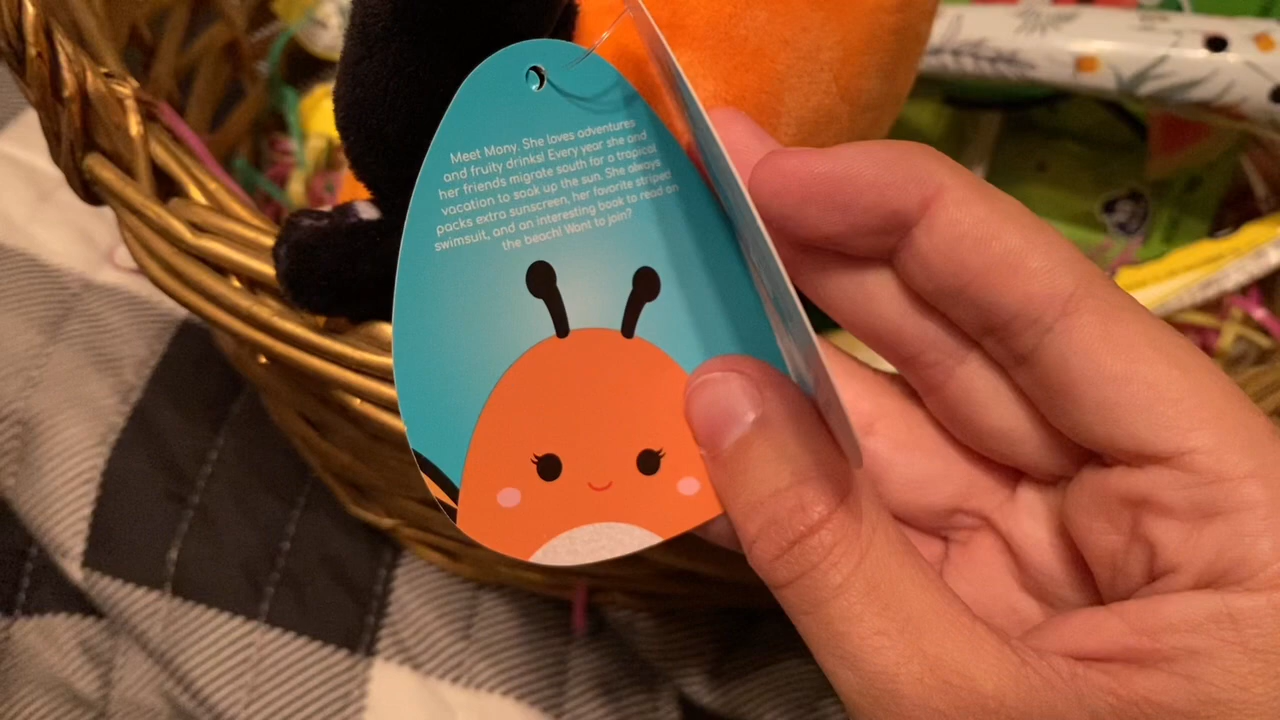 Meet Mony. She loves adventures
and fruity drinks! Every year she and
her friends migrate south for a tropical
vacation to soak up the sun. She always
packs extra sunscreen, her favorite striped
swimsuit, and an interesting book to read on
the beach! Want to join?